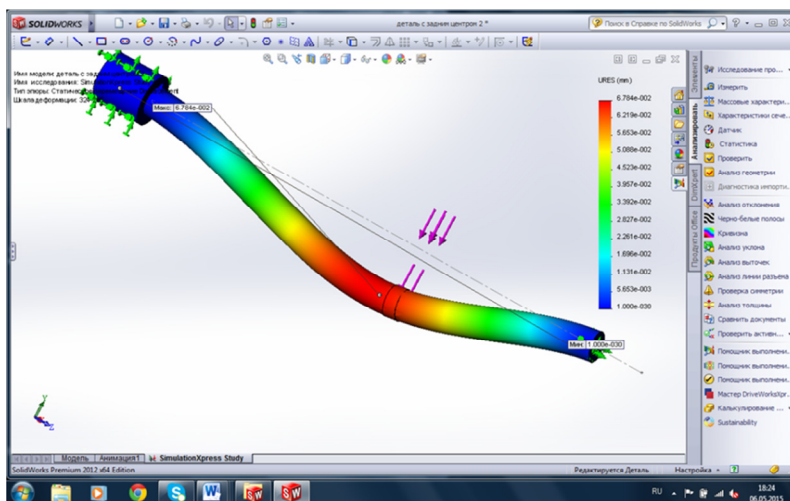 SOLIDWORKS
деталь с задним центром 2 *
Поиск в Справке по SolidWorks
Имя модели: деталь с задним центром
Имя исследования:
Тип эпюры:
Шкала деформации:
Макс: 6.784e-002
URES (mm)
6.784e-002
6.219e-002
5.653e-002
5.088e-002
4.523e-002
3.957e-002
3.392e-002
2.827e-002
2.261e-002
1.696e-002
1.131e-002
5.653e-003
1.000e-030
Мин: 1.000e-030
Элементы
Анализировать
DimXpert
Продукты Office
Исследование про...
Измерить
Массовые характери...
Характеристики сече...
Датчик
Статистика
Проверить
Анализ геометрии
Диагностика импорти...
Анализ отклонения
Черно-белые полосы
Кривизна
Анализ уклона
Анализ выточек
Анализ линии разъема
Проверка симметрии
Анализ толщины
Сравнить документы
Проверить активн...
Помощник выполнени...
Помощник выполнени...
Помощник выполнени...
Мастер DriveWorksXpr...
Калькулирование ...
Sustainability
Модель
Анимация1
SimulationXpress Study
SolidWorks Premium 2012 x64 Edition
Редактируется Деталь
Настройка
RU
18:24
06.05.2015